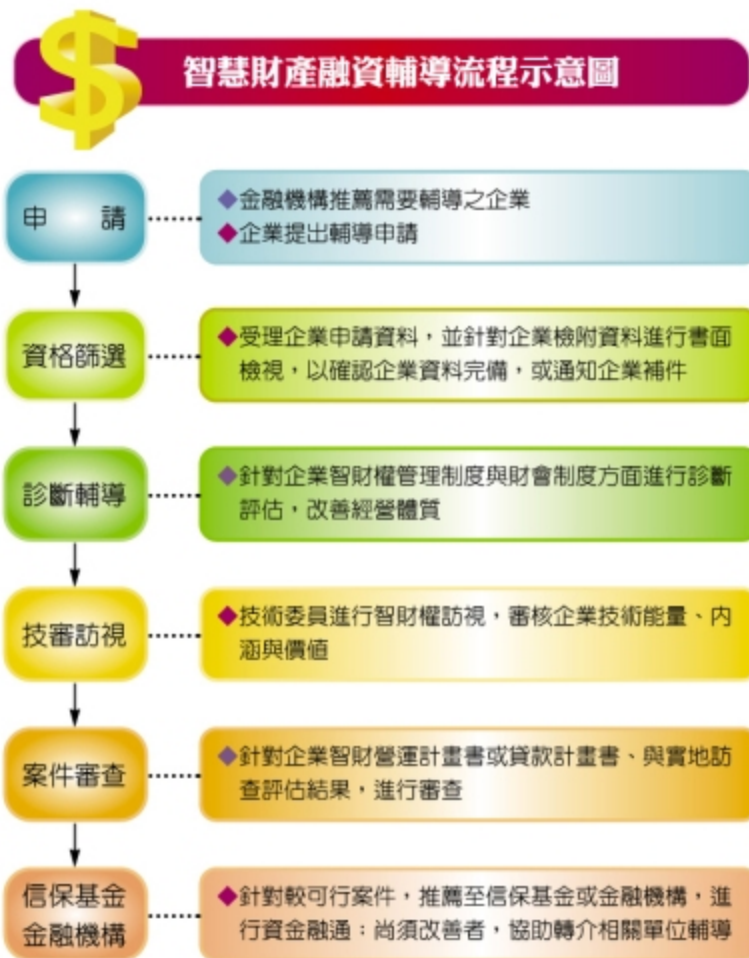 智慧財產融資輔導流程示意圖
申　請
◆金融機構推薦需要輔導之企業
◆企業提出輔導申請
資格篩選
◆受理企業申請資料，並針對企業檢附資料進行書面
檢視，以確認企業資料完備，或通知企業補件
診斷輔導
◆針對企業智財權管理制度與財會制度方面進行診斷
評估，改善經營體質
技審訪視
◆技術委員進行智財權訪視，審核企業技術能量、內
涵與價值
案件審查
◆針對企業智財營運計畫書或貸款計畫書、與實地訪
查評估結果，進行審查
信保基金
金融機構
◆針對較可行案件，推薦至信保基金或金融機構，進
行資金融通；尚須改善者，協助轉介相關單位輔導